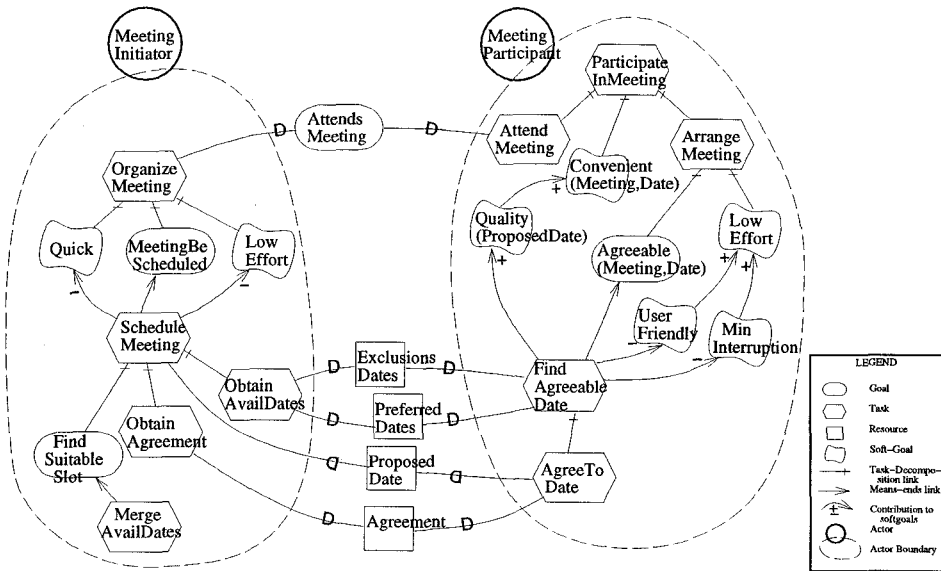 Meeting
Initiator
Meeting
Participant
Participate
InMeeting
Attends
Meeting
Attend
Meeting
Arrange
Meeting
D
D
Organize
Meeting
Convenient
(Meeting,Date)
+
Quick
MeetingBe
Scheduled
Low
Effort
Quality
(ProposedDate)
+
Low
Effort
+
+
Agreeable
(Meeting,Date)
-
-
Schedule
Meeting
User
Friendly
Min
Interruption
-
-
Obtain
AvailDates
D
Exclusions
Dates
D
Find
Agreeable
Date
D
Preferred
Dates
D
Obtain
Agreement
Find
Suitable
Slot
D
Proposed
Date
D
AgreeTo
Date
Merge
AvailDates
D
Agreement
D
LEGEND
Goal
Task
Resource
Soft-Goal
Task-Decompo-
sition link
Means-ends link
±
Contribution to
softgoals
Actor
Actor Boundary